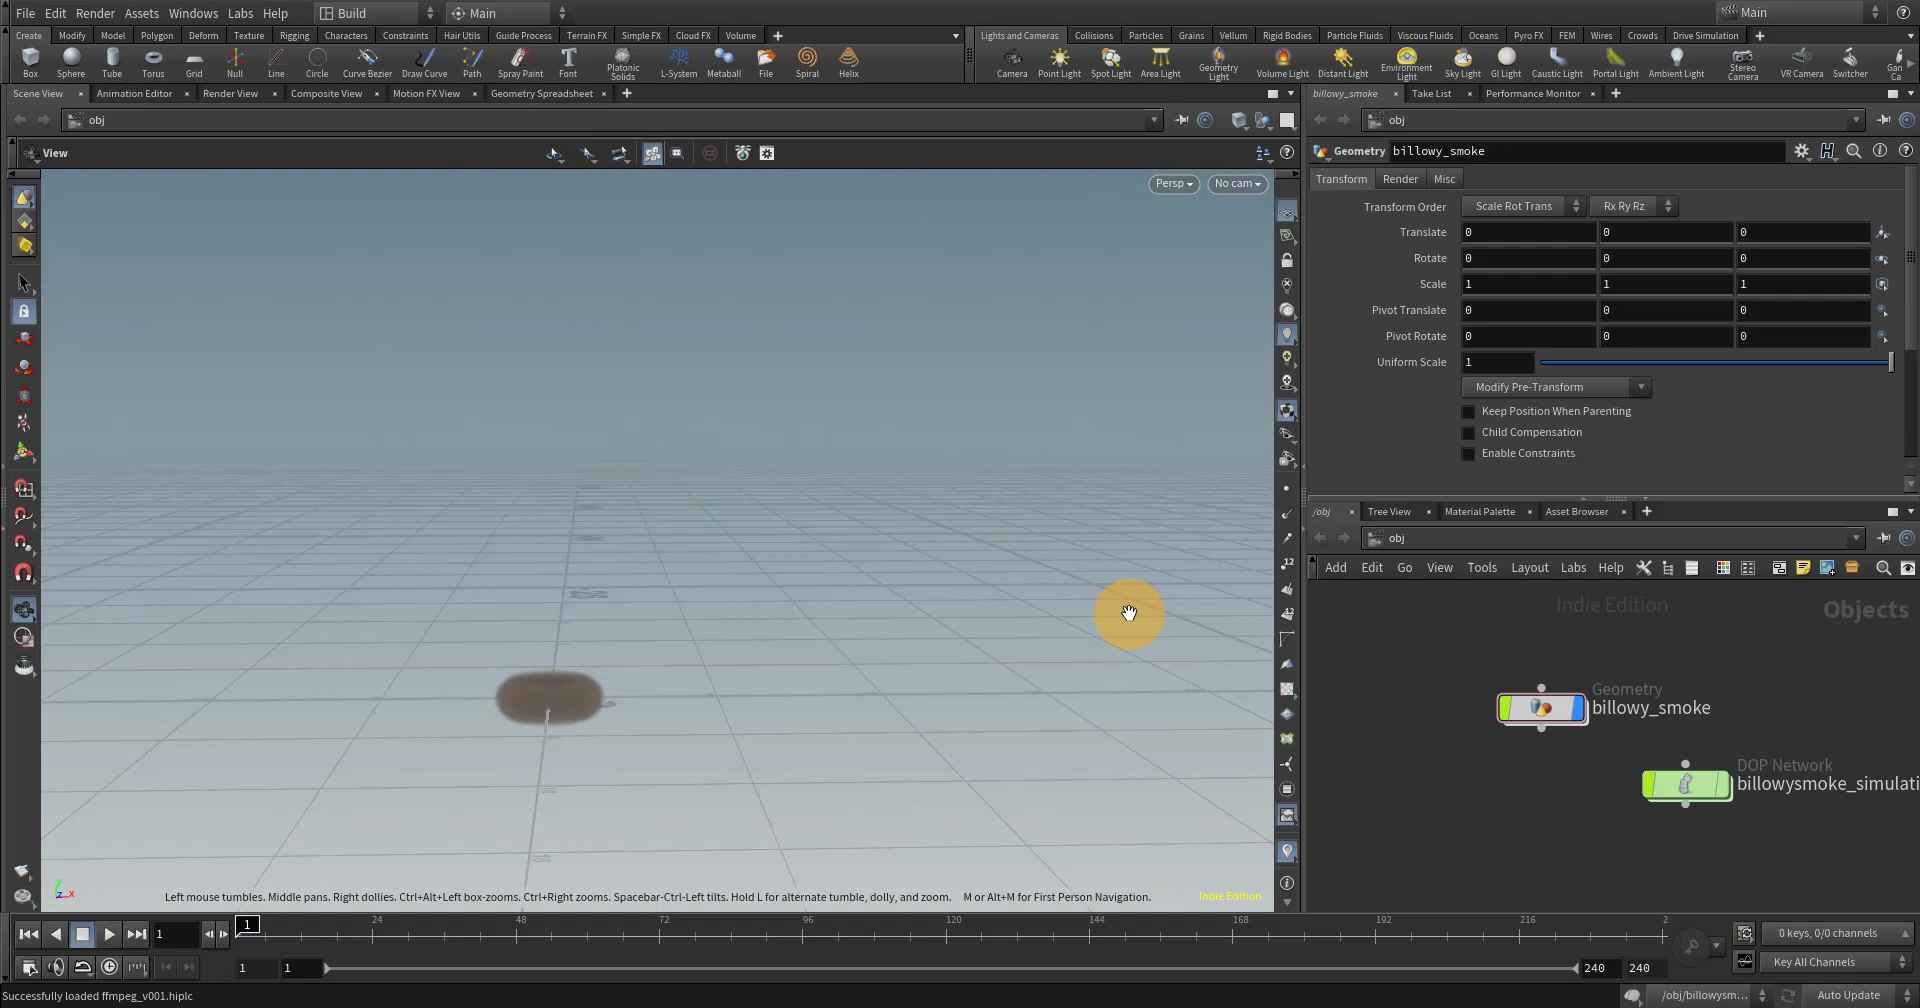 File Edit Render Assets Windows Labs Help Build Main Main
Create Modify Model Polygon Deform Texture Rigging Characters Constraints Hair Utils Guide Process Terrain FX Simple FX Cloud FX Volume
Lights and Cameras Collisions Particles Grains Vellum Rigid Bodies Particle Fluids Viscous Fluids Oceans Pyro FX FEM Wires Crowds Drive Simulation
Box Sphere Tube Torus Grid Null Line Circle Curve Bezier Draw Curve Path Spray Paint Font Platonic Solids L-System Metaball File Spiral Helix
Camera Point Light Spot Light Area Light Geometry Light Volume Light Distant Light Environment Light Sky Light GI Light Caustic Light Portal Light Ambient Light Stereo Camera VR Camera Switcher Gan Ca
Scene View Animation Editor Render View Composite View Motion FX View Geometry Spreadsheet
billowy_smoke Take List Performance Monitor
obj
obj
View
Geometry billowy_smoke
Transform Render Misc
Persp No cam
Transform Order Scale Rot Trans Rx Ry Rz
Translate 0 0 0
Rotate 0 0 0
Scale 1 1 1
Pivot Translate 0 0 0
Pivot Rotate 0 0 0
Uniform Scale 1
Modify Pre-Transform
Keep Position When Parenting
Child Compensation
Enable Constraints
/obj Tree View Material Palette Asset Browser
obj
Add Edit Go View Tools Layout Labs Help
Indie Edition Objects
Geometry
billowy_smoke
DOP Network
billowysmoke_simulati
12
12
y
z x
Left mouse tumbles. Middle pans. Right dollies. Ctrl+Alt+Left box-zooms. Ctrl+Right zooms. Spacebar-Ctrl-Left tilts. Hold L for alternate tumble, dolly, and zoom. M or Alt+M for First Person Navigation.
Indie Edition
1 1 24 48 72 96 120 144 168 192 216 2
0 keys, 0/0 channels
1 1 240 240
Key All Channels
Successfully loaded ffmpeg_v001.hiplc
/obj/billowysm... Auto Update